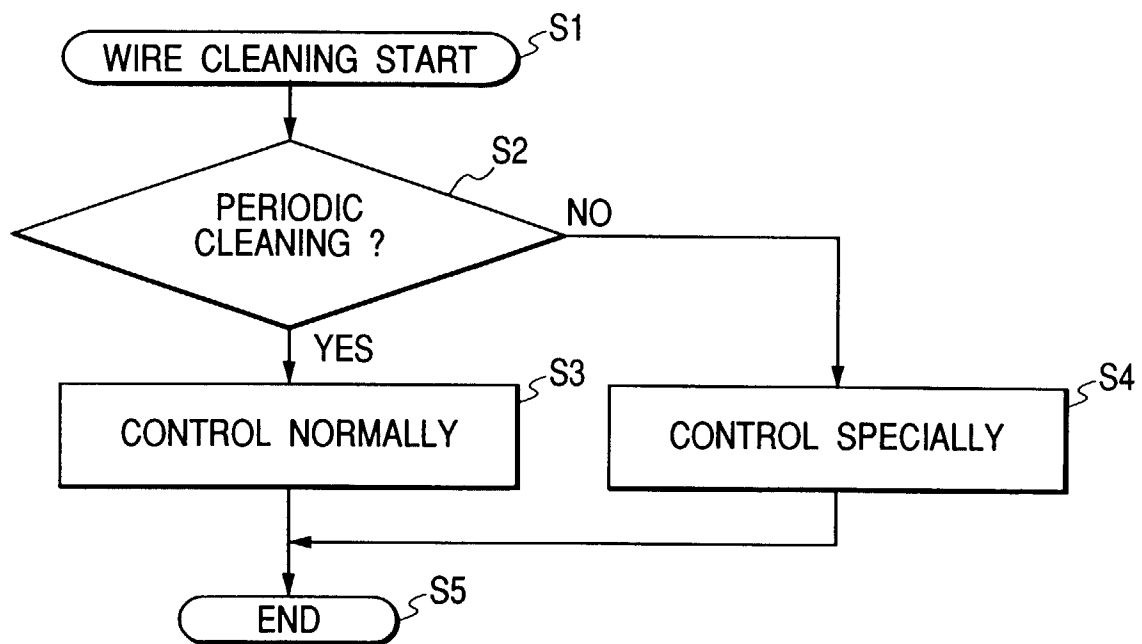 WIRE CLEANING START
S1
S2
PERIODIC
CLEANING ?
NO
YES
S3
CONTROL NORMALLY
S4
CONTROL SPECIALLY
END
S5